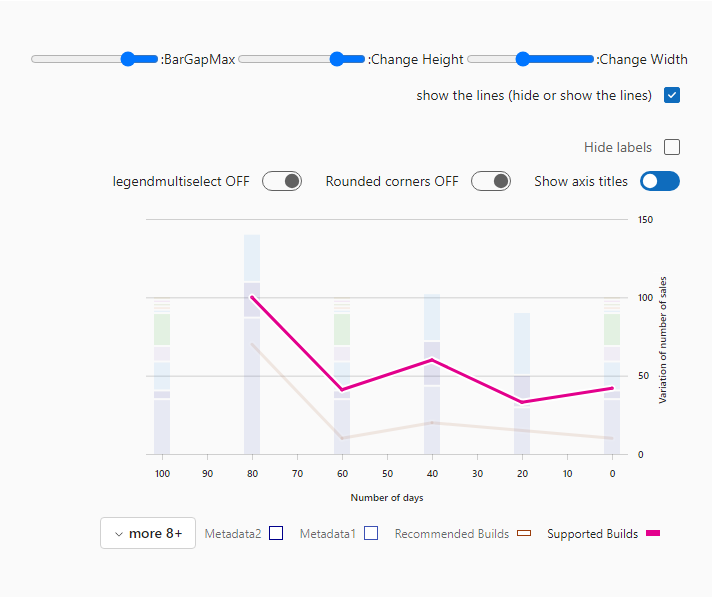 :BarGapMax :Change Height :Change Width
show the lines (hide or show the lines)
Hide labels
legendmultiselect OFF Rounded corners OFF Show axis titles
150
100
50
0
Variation of number of sales
100 90 80 70 60 50 40 30 20 10 0
Number of days
more 8+ Metadata2 Metadata1 Recommended Builds Supported Builds